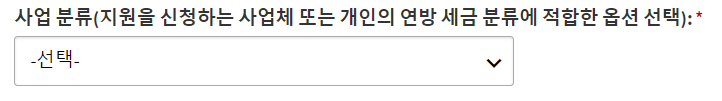 사업 분류(지원을 신청하는 사업체 또는 개인의 연방 세금 분류에 적합한 옵션 선택):*
-선택-